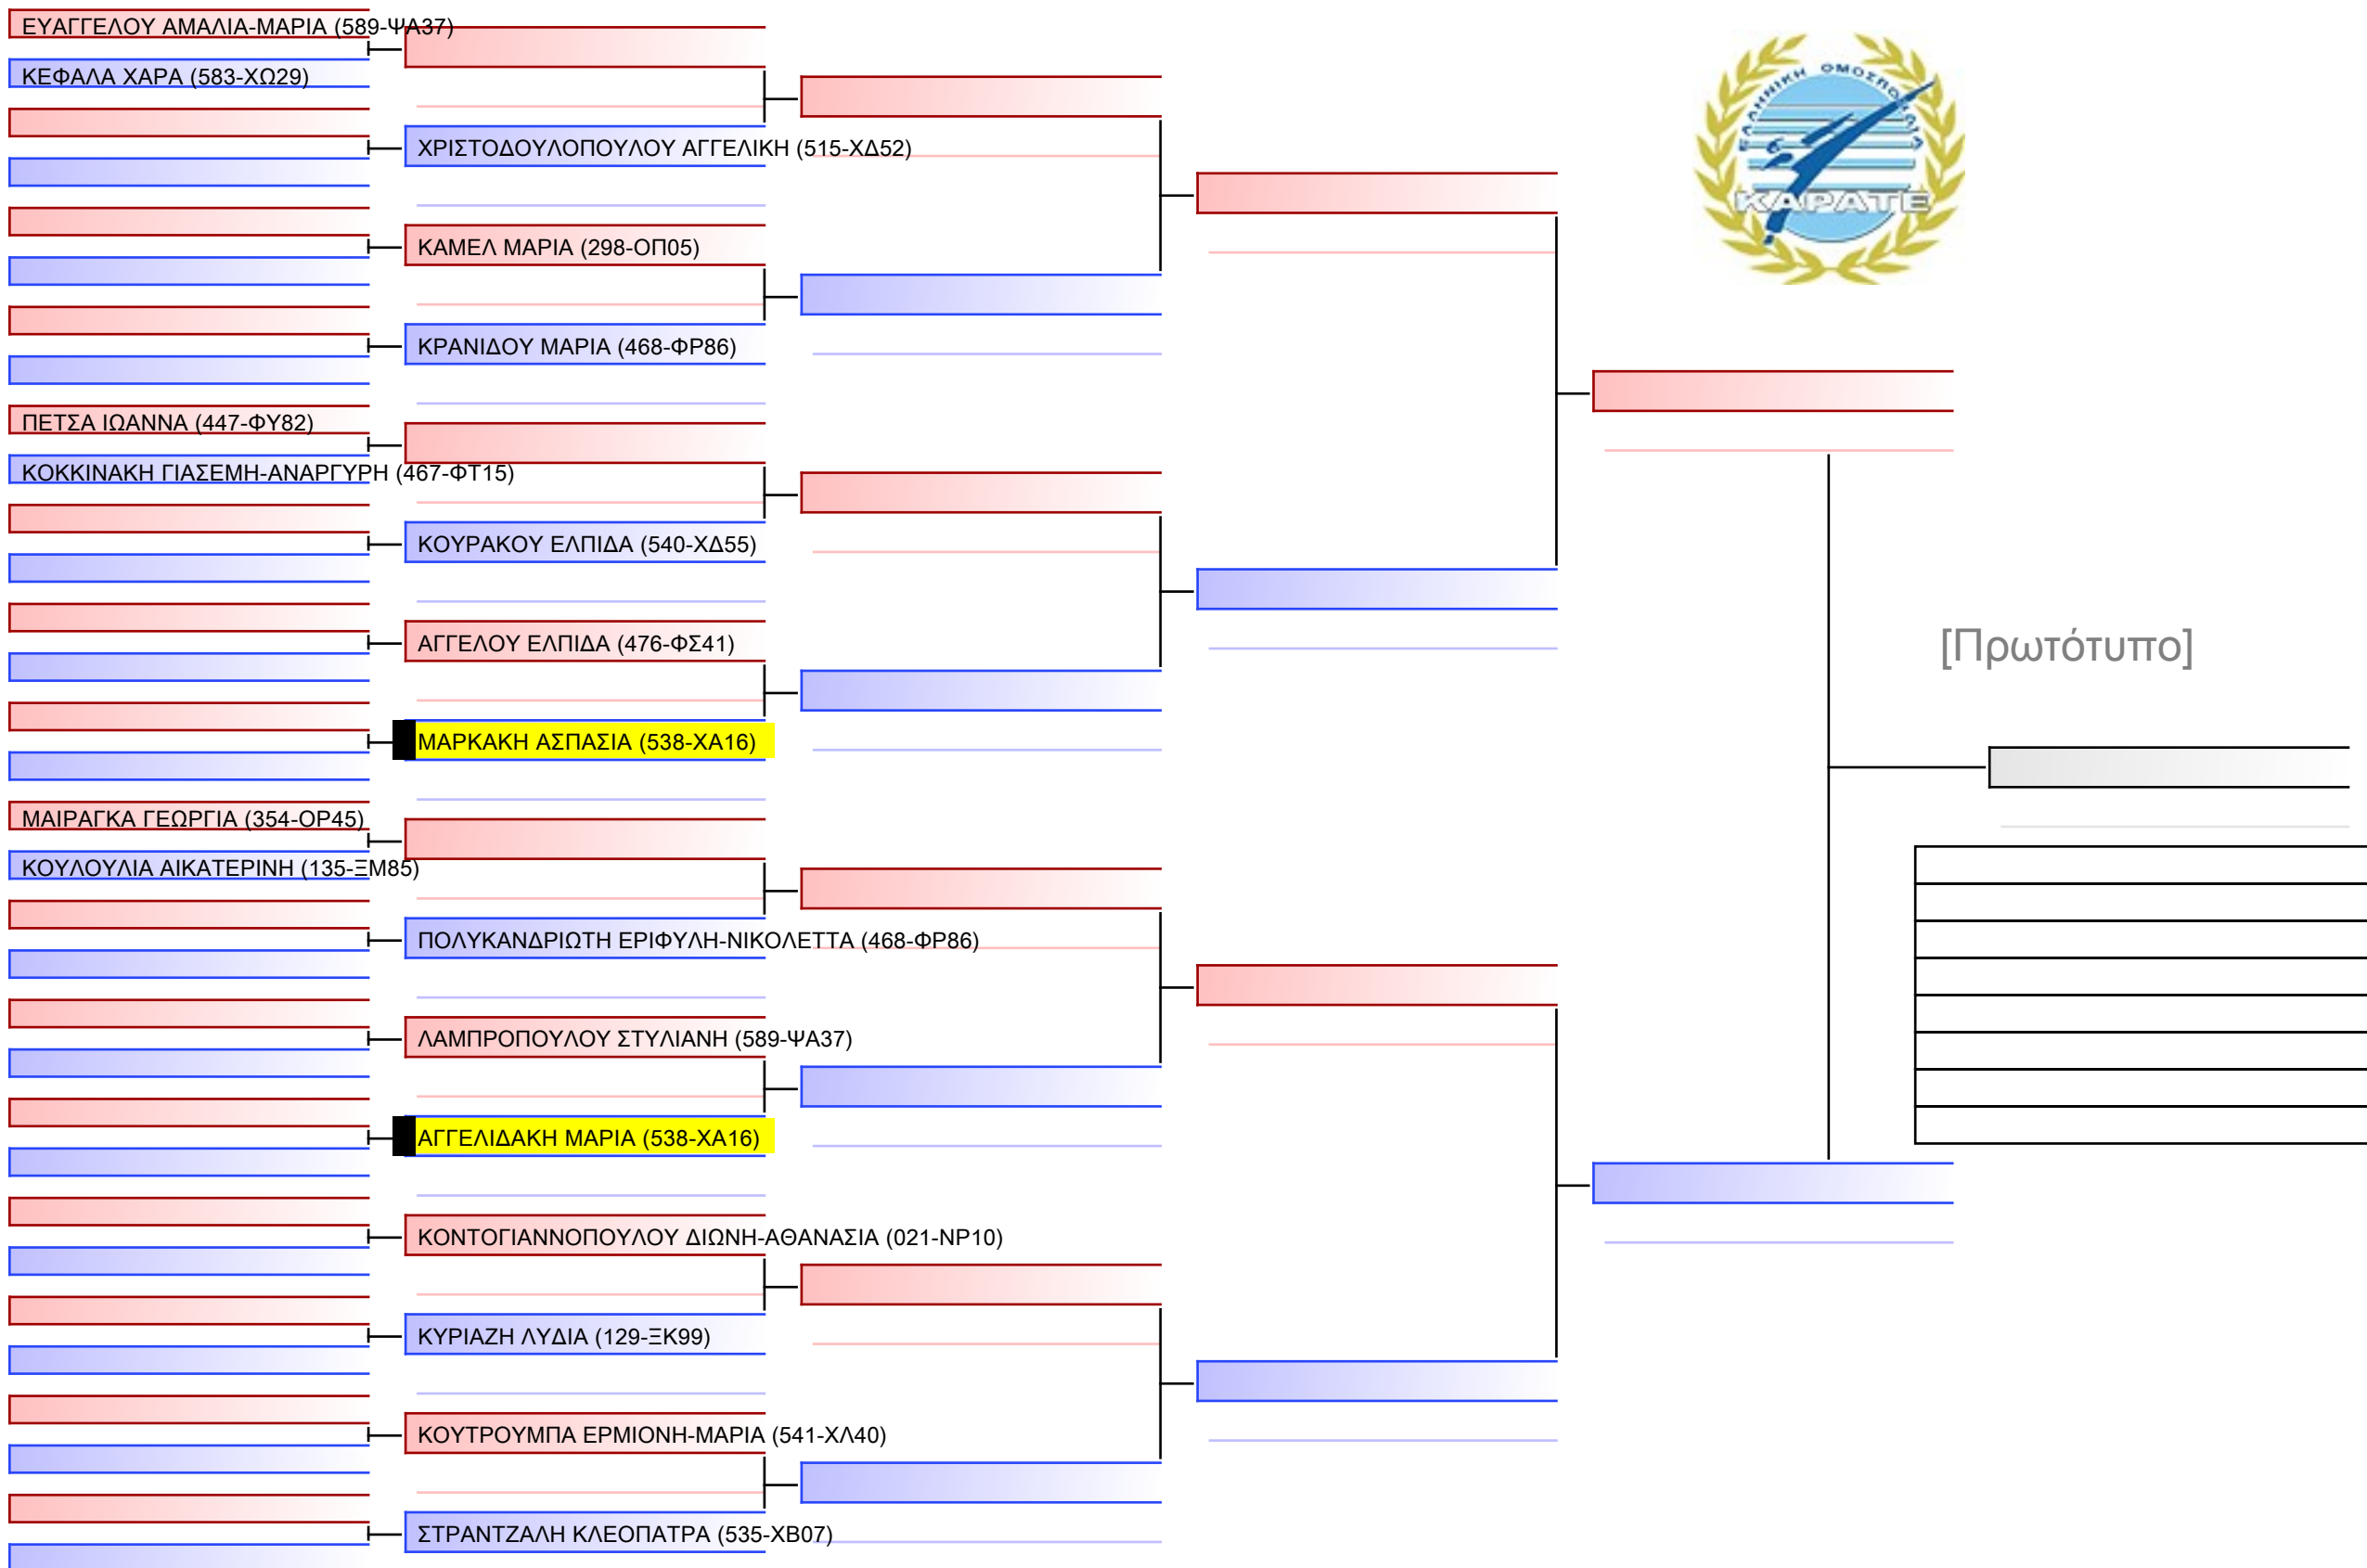 ΕΥΑΓΓΕΛΟΥ ΑΜΑΛΙΑ-ΜΑΡΙΑ (589-ΨΑ37)
ΚΕΦΑΛΑ ΧΑΡΑ (583-ΧΩ29)
ΧΡΙΣΤΟΔΟΥΛΟΠΟΥΛΟΥ ΑΓΓΕΛΙΚΗ (515-ΧΔ52)
ΚΑΜΕΛ ΜΑΡΙΑ (298-ΟΠ05)
ΚΡΑΝΙΔΟΥ ΜΑΡΙΑ (468-ΦΡ86)
ΠΕΤΣΑ ΙΩΑΝΝΑ (447-ΦΥ82)
ΚΟΚΚΙΝΑΚΗ ΓΙΑΣΕΜΗ-ΑΝΑΡΓΥΡΗ (467-ΦΤ15)
ΚΟΥΡΑΚΟΥ ΕΛΠΙΔΑ (540-ΧΔ55)
ΑΓΓΕΛΟΥ ΕΛΠΙΔΑ (476-ΦΣ41)
ΜΑΡΚΑΚΗ ΑΣΠΑΣΙΑ (538-ΧΑ16)
ΜΑΙΡΑΓΚΑ ΓΕΩΡΓΙΑ (354-ΟΡ45)
ΚΟΥΛΟΥΛΙΑ ΑΙΚΑΤΕΡΙΝΗ (135-ΞΜ85)
ΠΟΛΥΚΑΝΔΡΙΩΤΗ ΕΡΙΦΥΛΗ-ΝΙΚΟΛΕΤΤΑ (468-ΦΡ86)
ΛΑΜΠΡΟΠΟΥΛΟΥ ΣΤΥΛΙΑΝΗ (589-ΨΑ37)
ΑΓΓΕΛΙΔΑΚΗ ΜΑΡΙΑ (538-ΧΑ16)
ΚΟΝΤΟΓΙΑΝΝΟΠΟΥΛΟΥ ΔΙΩΝΗ-ΑΘΑΝΑΣΙΑ (021-ΝΡ10)
ΚΥΡΙΑΖΗ ΛΥΔΙΑ (129-ΞΚ99)
ΚΟΥΤΡΟΥΜΠΑ ΕΡΜΙΟΝΗ-ΜΑΡΙΑ (541-ΧΛ40)
ΣΤΡΑΝΤΖΑΛΗ ΚΛΕΟΠΑΤΡΑ (535-ΧΒ07)
ΕΛΛΗΝΙΚΗ ΟΜΟΣΠΟΝΔΙΑ
ΚΑΡΑΤΕ
[Πρωτότυπο]